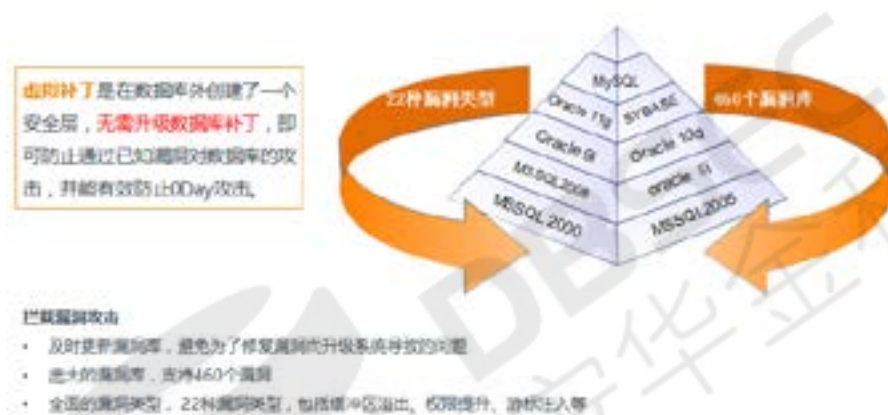 虚拟补丁是在数据库外创建了一个
安全层，无需升级数据库补丁，即
可防止通过已知漏洞对数据库的攻
击，并能有效防止0Day攻击。
22种漏洞类型
460个漏洞库
MySQL
Oracle 11g
SYBASE
Oracle 9i
Oracle 10g
MSSQL2008
oracle 8i
MSSQL2000
MSSQL2005
拦截漏洞攻击
• 及时更新漏洞库，避免为了修复漏洞而升级系统导致的问题
• 庞大的漏洞库，支持460个漏洞
• 全面的漏洞类型，22种漏洞类型，包括缓冲区溢出、权限提升、游标注入等
DBSEC
安华金